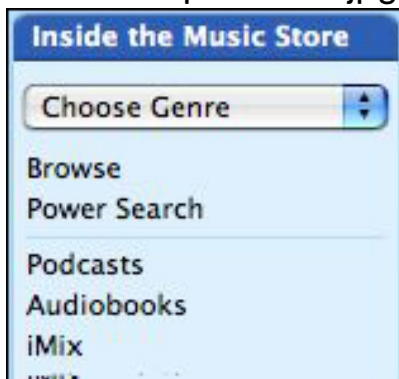 Inside the Music Store
Choose Genre
Browse
Power Search
Podcasts
Audiobooks
iMix